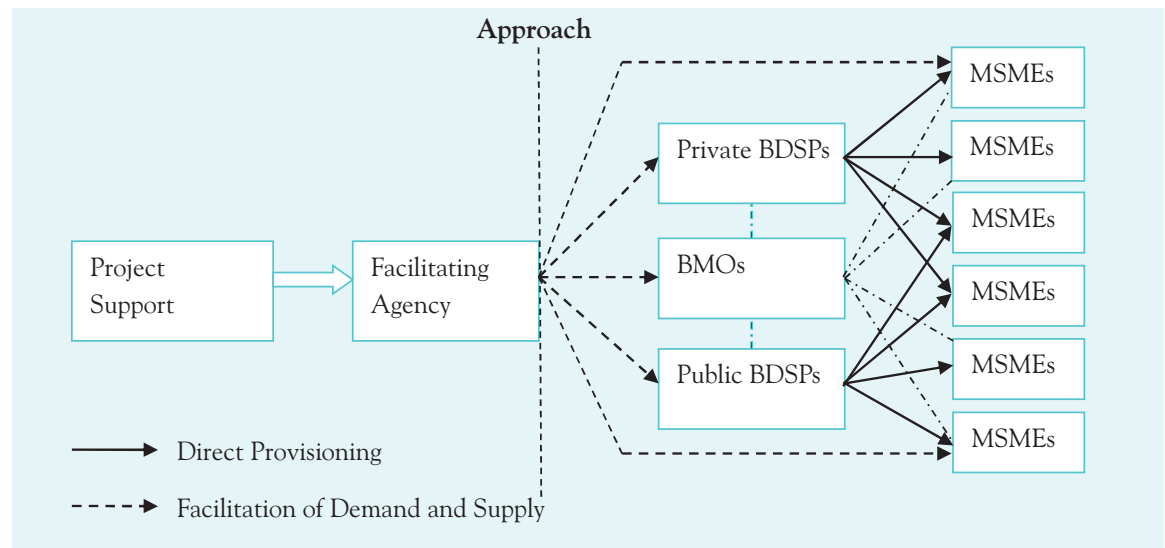 Approach
MSMEs
Private BDSPs
MSMEs
MSMEs
Project
Support
Facilitating
Agency
BMOs
MSMEs
Public BDSPs
MSMEs
MSMEs
Direct Provisioning
Facilitation of Demand and Supply